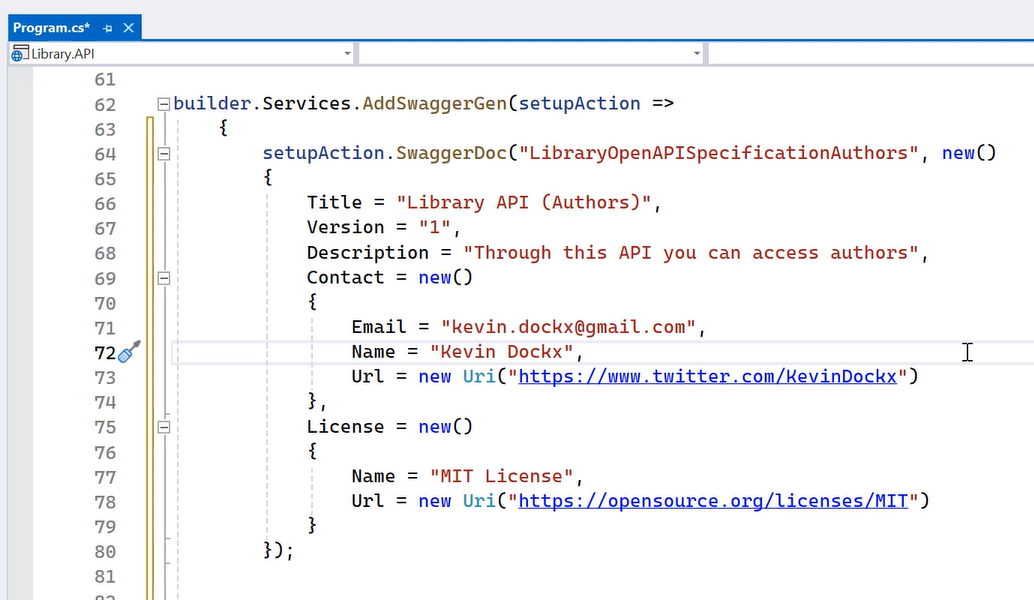 Program.cs*
Library.API
61
62 builder.Services.AddSwaggerGen(setupAction =>
63 {
64 setupAction.SwaggerDoc("LibraryOpenAPISpecificationAuthors", new()
65 {
66 Title = "Library API (Authors)",
67 Version = "1",
68 Description = "Through this API you can access authors",
69 Contact = new()
70 {
71 Email = "kevin.dockx@gmail.com",
72 Name = "Kevin Dockx",
73 Url = new Uri("https://www.twitter.com/KevinDockx")
74 },
75 License = new()
76 {
77 Name = "MIT License",
78 Url = new Uri("https://opensource.org/licenses/MIT")
79 }
80 });
81